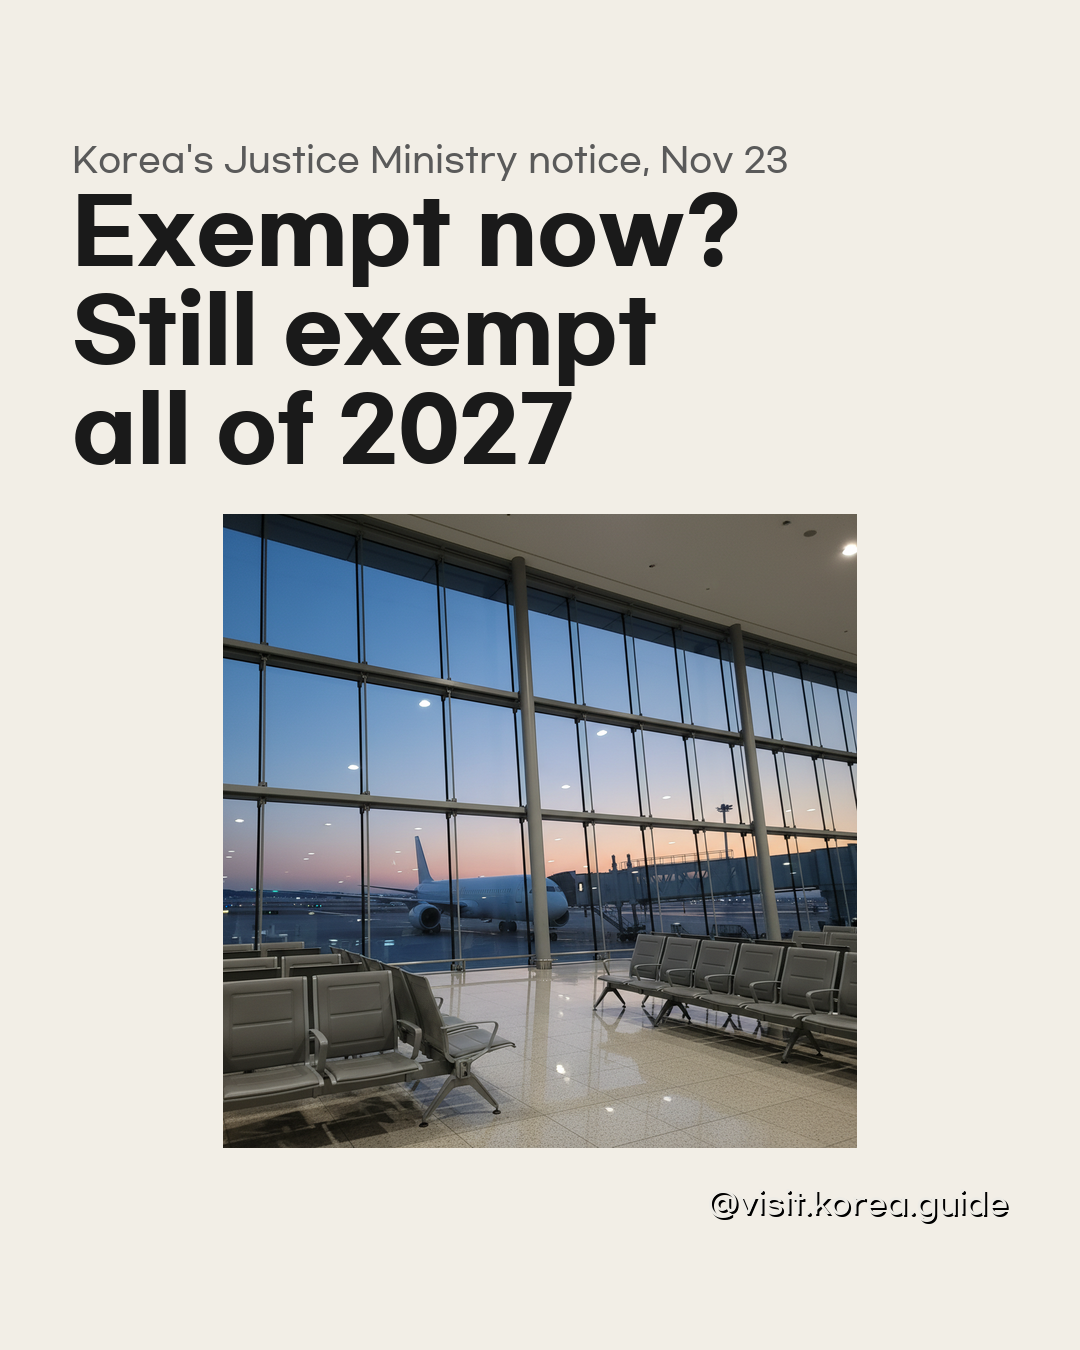 Korea's Justice Ministry notice, Nov 23
Exempt now?
Still exempt
all of 2027
@visit.korea.guide